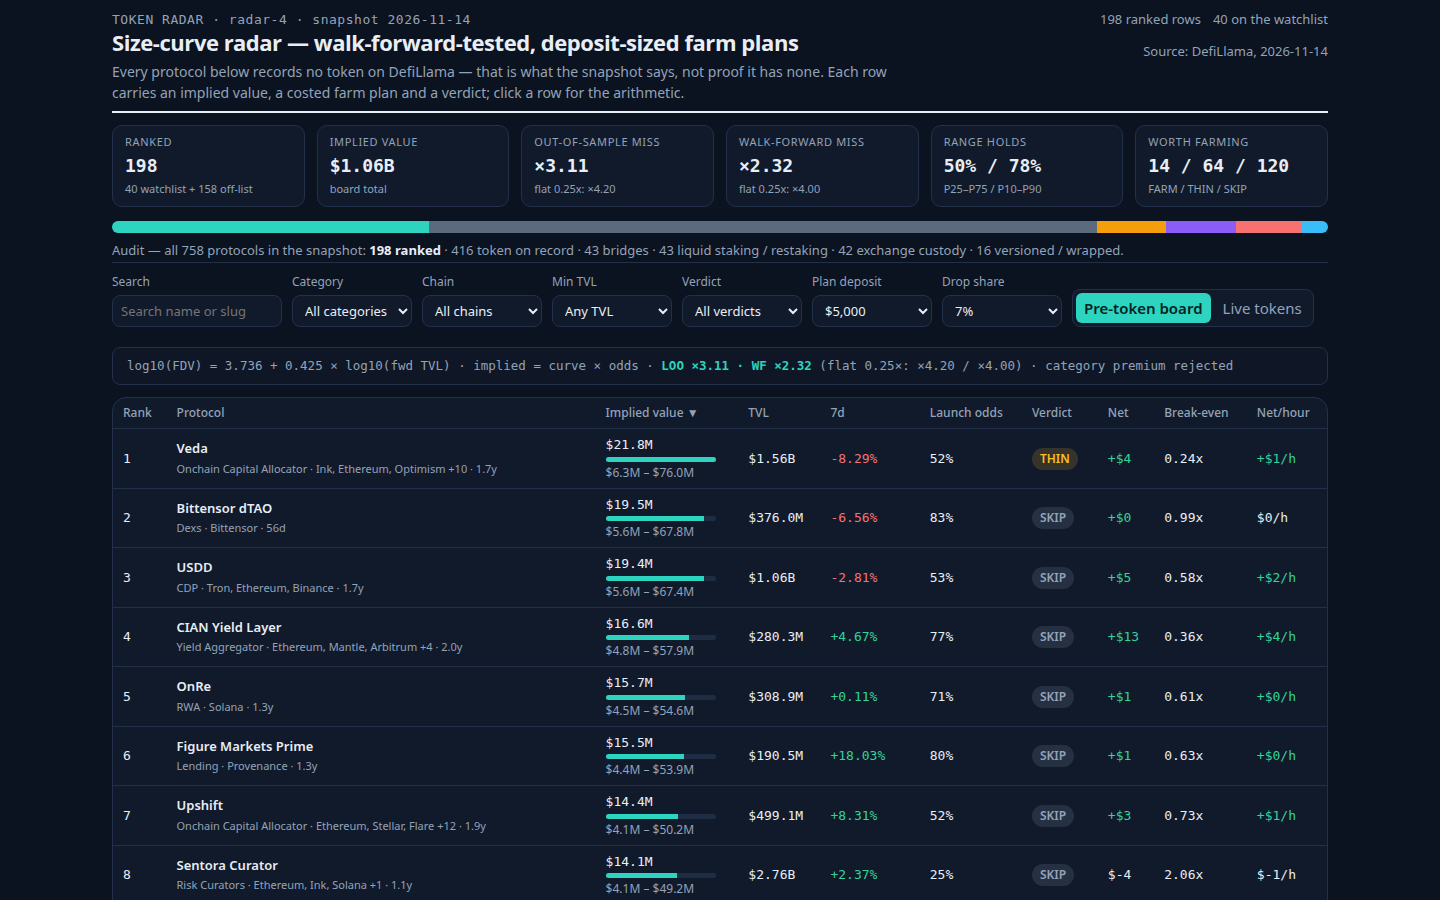 TOKEN RADAR · radar-4 · snapshot 2026-11-14
198 ranked rows 40 on the watchlist
Size-curve radar — walk-forward-tested, deposit-sized farm plans
Source: DefiLlama, 2026-11-14
Every protocol below records no token on DefiLlama — that is what the snapshot says, not proof it has none. Each row
carries an implied value, a costed farm plan and a verdict; click a row for the arithmetic.
RANKED
198
40 watchlist + 158 off-list
IMPLIED VALUE
$1.06B
board total
OUT-OF-SAMPLE MISS
×3.11
flat 0.25x: ×4.20
WALK-FORWARD MISS
×2.32
flat 0.25x: ×4.00
RANGE HOLDS
50% / 78%
P25–P75 / P10–P90
WORTH FARMING
14 / 64 / 120
FARM / THIN / SKIP
Audit — all 758 protocols in the snapshot: 198 ranked · 416 token on record · 43 bridges · 43 liquid staking / restaking · 42 exchange custody · 16 versioned / wrapped.
Search Category Chain Min TVL Verdict Plan deposit Drop share
Search name or slug All categories All chains Any TVL All verdicts $5,000 7% Pre-token board Live tokens
log10(FDV) = 3.736 + 0.425 × log10(fwd TVL) · implied = curve × odds · LOO ×3.11 · WF ×2.32 (flat 0.25×: ×4.20 / ×4.00) · category premium rejected
Rank Protocol Implied value ▼ TVL 7d Launch odds Verdict Net Break-even Net/hour
1 Veda $21.8M $1.56B -8.29% 52% THIN +$4 0.24x +$1/h
Onchain Capital Allocator · Ink, Ethereum, Optimism +10 · 1.7y $6.3M – $76.0M
2 Bittensor dTAO $19.5M $376.0M -6.56% 83% SKIP +$0 0.99x $0/h
Dexs · Bittensor · 56d $5.6M – $67.8M
3 USDD $19.4M $1.06B -2.81% 53% SKIP +$5 0.58x +$2/h
CDP · Tron, Ethereum, Binance · 1.7y $5.6M – $67.4M
4 CIAN Yield Layer $16.6M $280.3M +4.67% 77% SKIP +$13 0.36x +$4/h
Yield Aggregator · Ethereum, Mantle, Arbitrum +4 · 2.0y $4.8M – $57.9M
5 OnRe $15.7M $308.9M +0.11% 71% SKIP +$1 0.61x +$0/h
RWA · Solana · 1.3y $4.5M – $54.6M
6 Figure Markets Prime $15.5M $190.5M +18.03% 80% SKIP +$1 0.63x +$0/h
Lending · Provenance · 1.3y $4.4M – $53.9M
7 Upshift $14.4M $499.1M +8.31% 52% SKIP +$3 0.73x +$1/h
Onchain Capital Allocator · Ethereum, Stellar, Flare +12 · 1.9y $4.1M – $50.2M
8 Sentora Curator $14.1M $2.76B +2.37% 25% SKIP $-4 2.06x $-1/h
Risk Curators · Ethereum, Ink, Solana +1 · 1.1y $4.1M – $49.2M